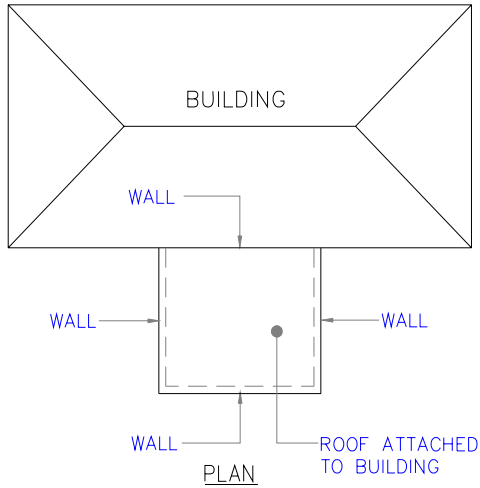 BUILDING
WALL
WALL
WALL
WALL
ROOF ATTACHED
TO BUILDING
PLAN